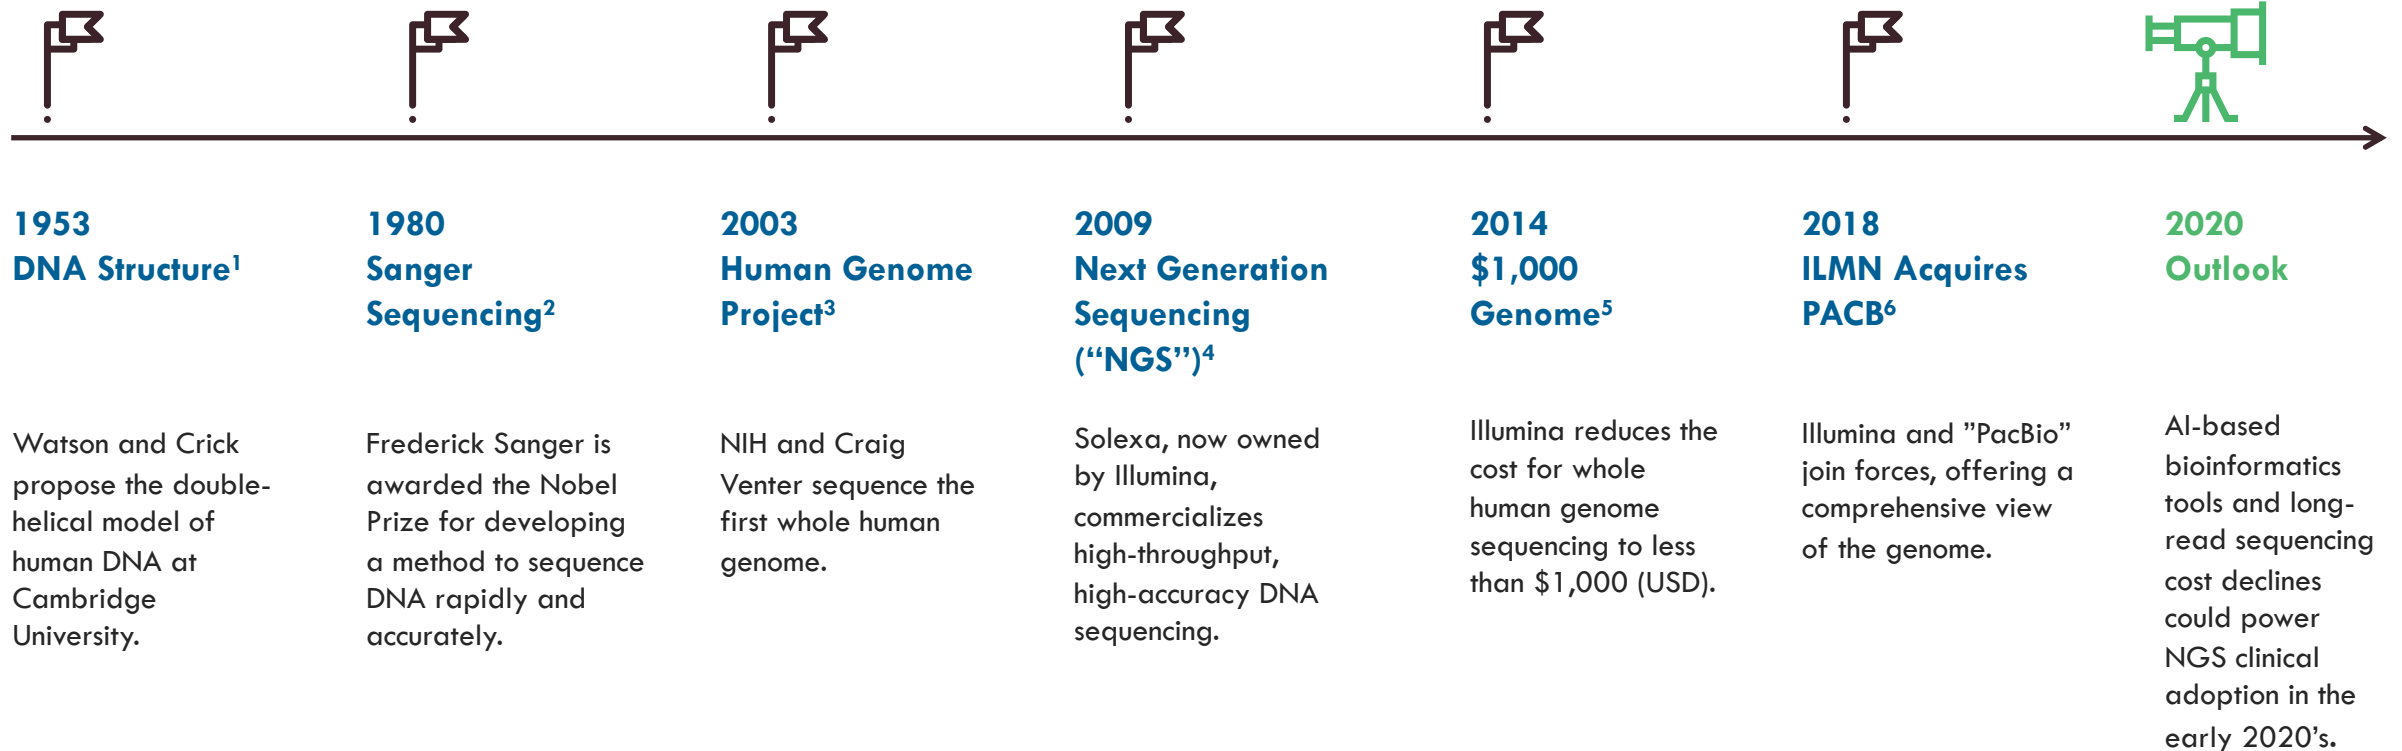 1953
DNA Structure¹
Watson and Crick
propose the double-
helical model of
human DNA at
Cambridge
University.
1980
Sanger
Sequencing²
Frederick Sanger is
awarded the Nobel
Prize for developing
a method to sequence
DNA rapidly and
accurately.
2003
Human Genome
Project³
NIH and Craig
Venter sequence the
first whole human
genome.
2009
Next Generation
Sequencing
(“NGS”)⁴
Solexa, now owned
by Illumina,
commercializes
high-throughput,
high-accuracy DNA
sequencing.
2014
$1,000
Genome⁵
Illumina reduces the
cost for whole
human genome
sequencing to less
than $1,000 (USD).
2018
ILMN Acquires
PACB⁶
Illumina and ”PacBio”
join forces, offering a
comprehensive view
of the genome.
2020
Outlook
AI-based
bioinformatics
tools and long-
read sequencing
cost declines
could power
NGS clinical
adoption in the
early 2020’s.